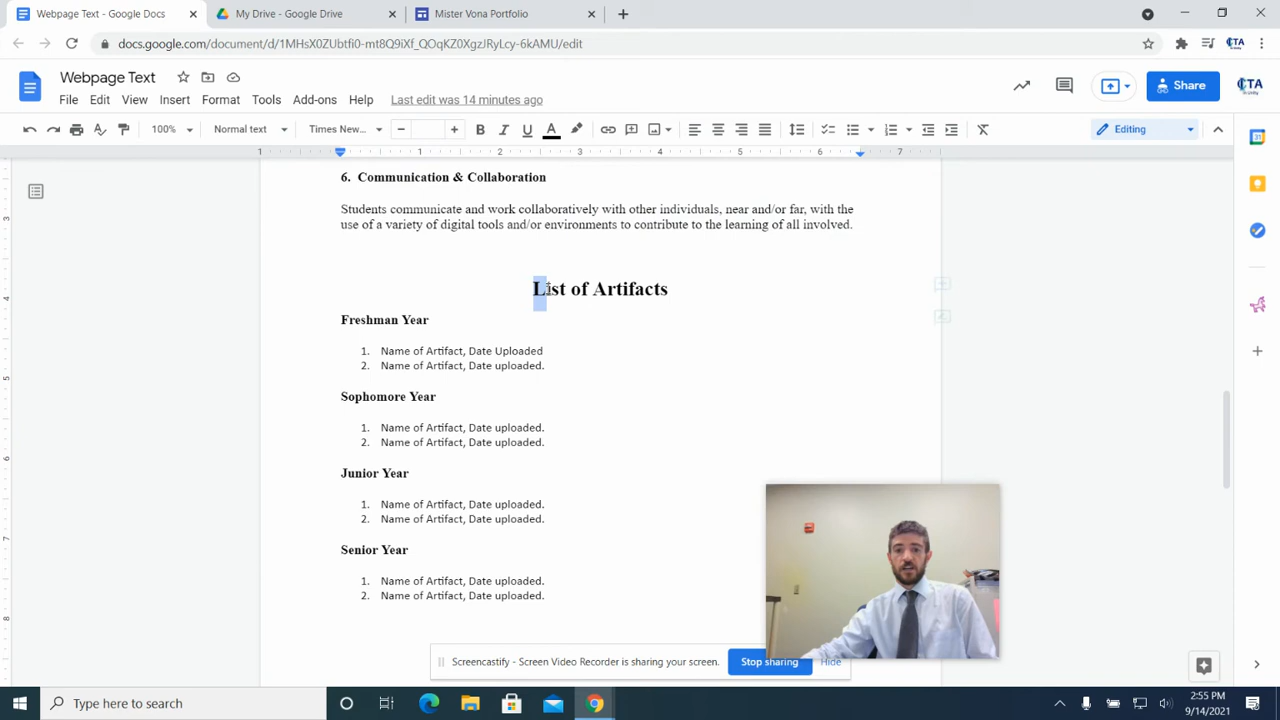 Webpage Text - Google Docs
My Drive - Google Drive
Mister Vona Portfolio
docs.google.com/document/d/1MHsX0ZUbtfi0-mt8Q9iXf_QOqKZ0XgzJRyLcy-6kAMU/edit
Webpage Text
Share
File Edit View Insert Format Tools Add-ons Help Last edit was 14 minutes ago
100% Normal text Times New... Editing
1 1 2 3 4 5 6 7
6. Communication & Collaboration
Students communicate and work collaboratively with other individuals, near and/or far, with the
use of a variety of digital tools and/or environments to contribute to the learning of all involved.
List of Artifacts
Freshman Year
1. Name of Artifact, Date Uploaded
2. Name of Artifact, Date uploaded.
Sophomore Year
1. Name of Artifact, Date uploaded.
2. Name of Artifact, Date uploaded.
Junior Year
1. Name of Artifact, Date uploaded.
2. Name of Artifact, Date uploaded.
Senior Year
1. Name of Artifact, Date uploaded.
2. Name of Artifact, Date uploaded.
Screencastify - Screen Video Recorder is sharing your screen.
Stop sharing
Hide
Type here to search
2:55 PM
9/14/2021